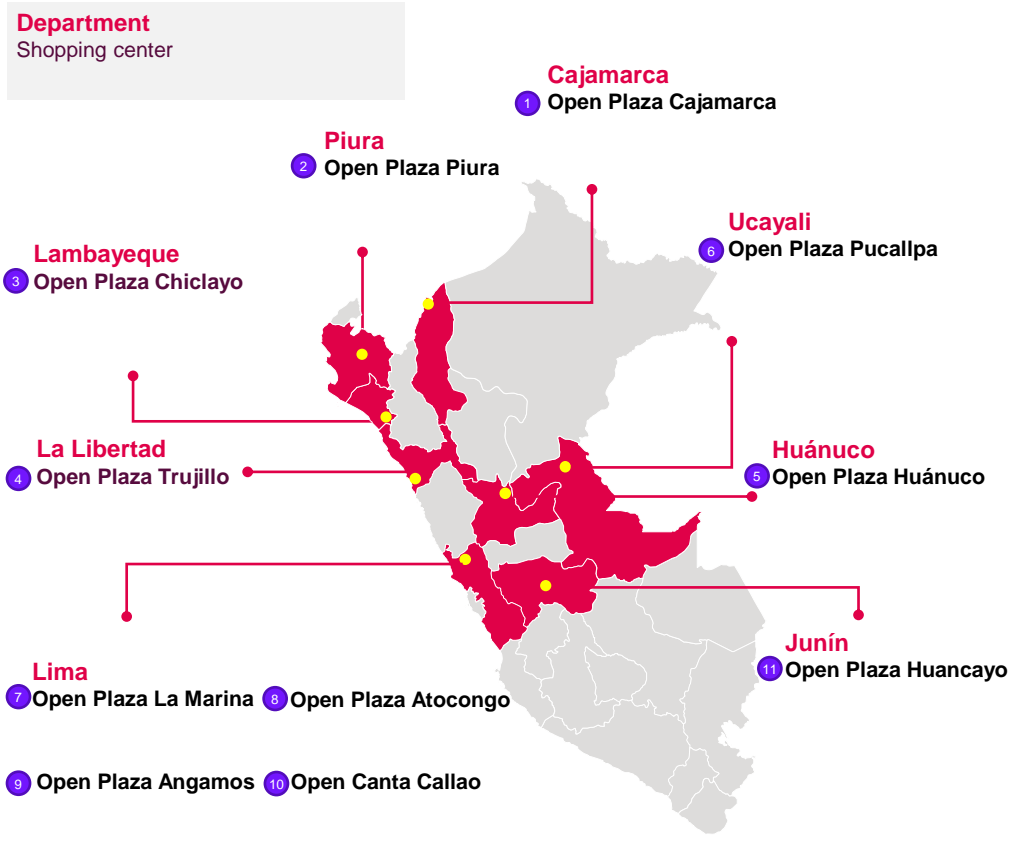 Department
Shopping center
Cajamarca
1 Open Plaza Cajamarca
Piura
2 Open Plaza Piura
Ucayali
6 Open Plaza Pucallpa
Lambayeque
3 Open Plaza Chiclayo
La Libertad
4 Open Plaza Trujillo
Huánuco
5 Open Plaza Huánuco
Junín
11 Open Plaza Huancayo
Lima
7 Open Plaza La Marina 8 Open Plaza Atocongo
9 Open Plaza Angamos 10 Open Canta Callao